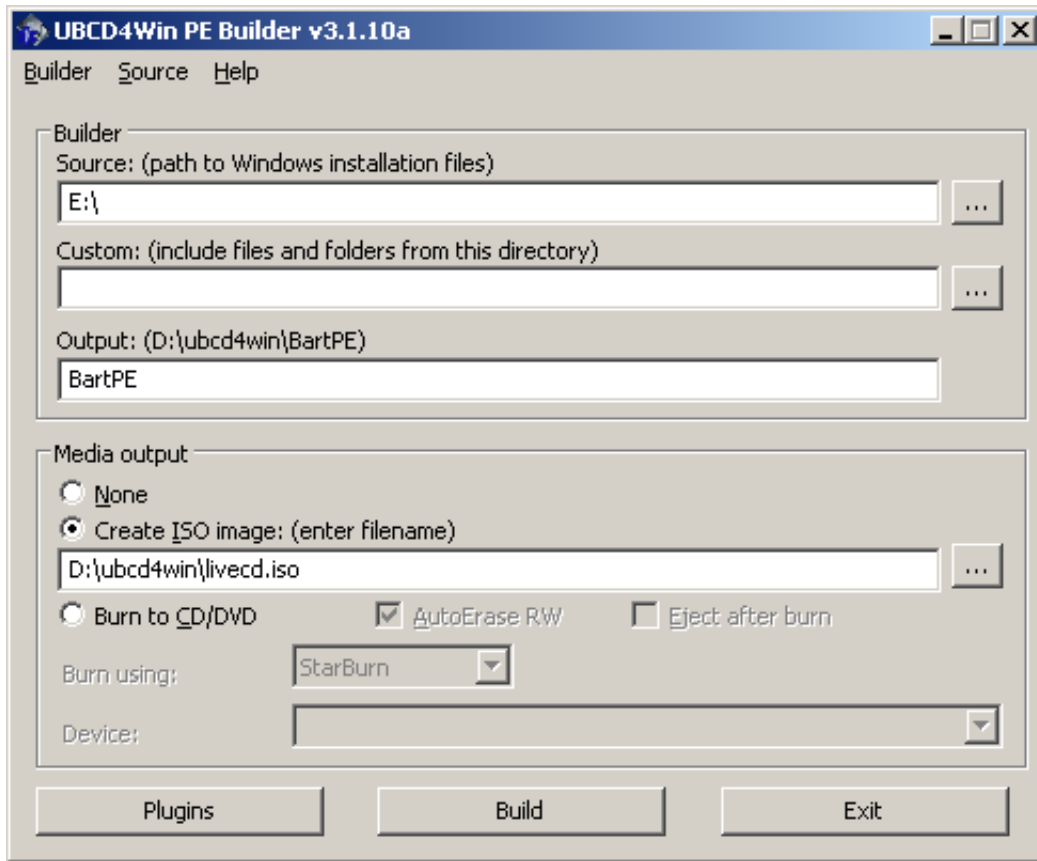 UBCD4Win PE Builder v3.1.10a
Builder Source Help
Builder
Source: (path to Windows installation files)
E:\
...
Custom: (include files and folders from this directory)
...
Output: (D:\ubcd4win\BartPE)
BartPE
Media output
None
Create ISO image: (enter filename)
D:\ubcd4win\livecd.iso
...
Burn to CD/DVD AutoErase RW Eject after burn
Burn using: StarBurn
Device:
Plugins Build Exit